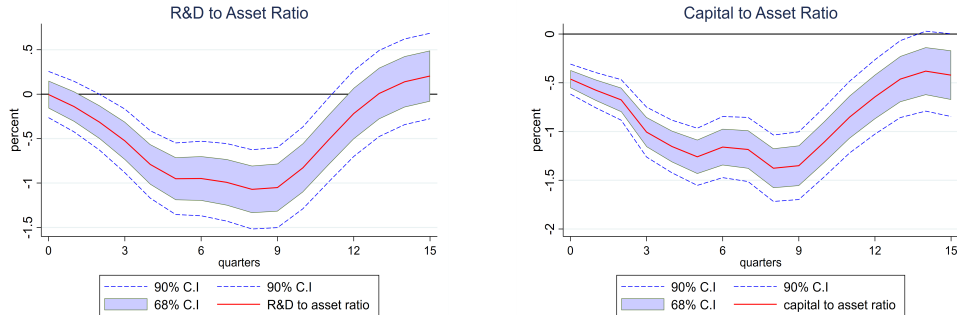 R&D to Asset Ratio
percent
.5
0
-.5
-1
-1.5
0 3 6 9 12 15
quarters
90% C.I 90% C.I
68% C.I R&D to asset ratio
Capital to Asset Ratio
percent
0
-.5
-1
-1.5
-2
0 3 6 9 12 15
quarters
90% C.I 90% C.I
68% C.I capital to asset ratio